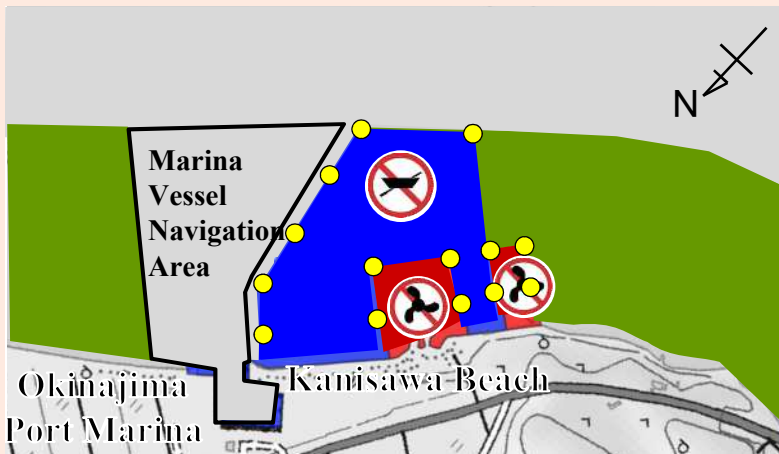 N
Marina
Vessel
Navigation
Area
Okinajima
Port Marina
Kanisawa Beach